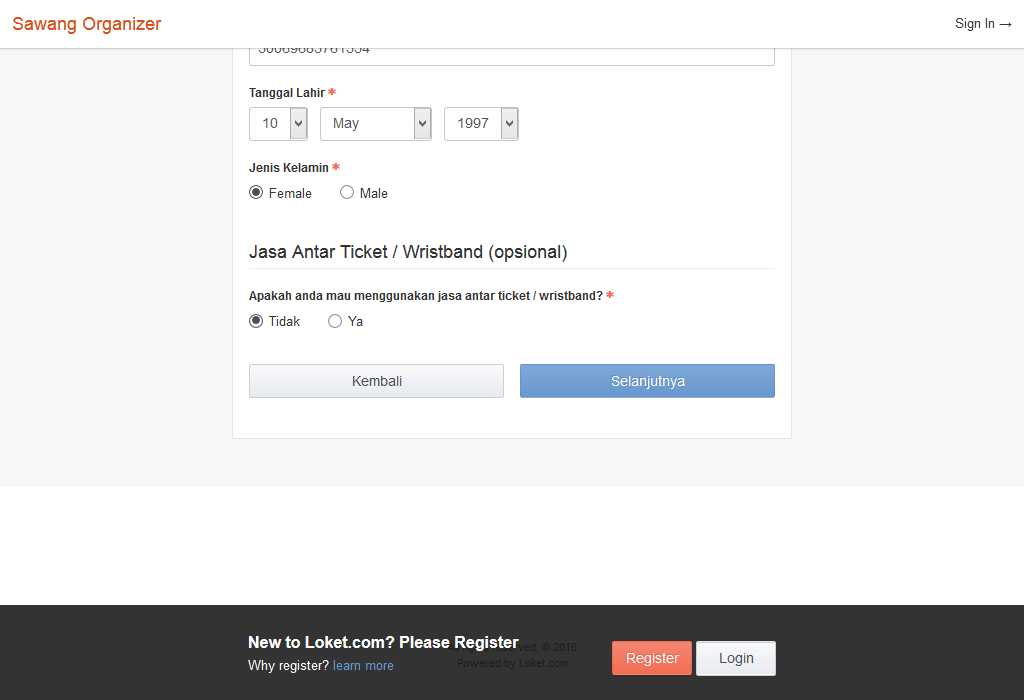 Sawang Organizer
Sign In →
Tanggal Lahir *
10 May 1997
Jenis Kelamin *
Female Male
Jasa Antar Ticket / Wristband (opsional)
Apakah anda mau menggunakan jasa antar ticket / wristband? *
Tidak Ya
Kembali Selanjutnya
New to Loket.com? Please Register
Why register? learn more
© 2016
Powered by Loket.com
Register Login